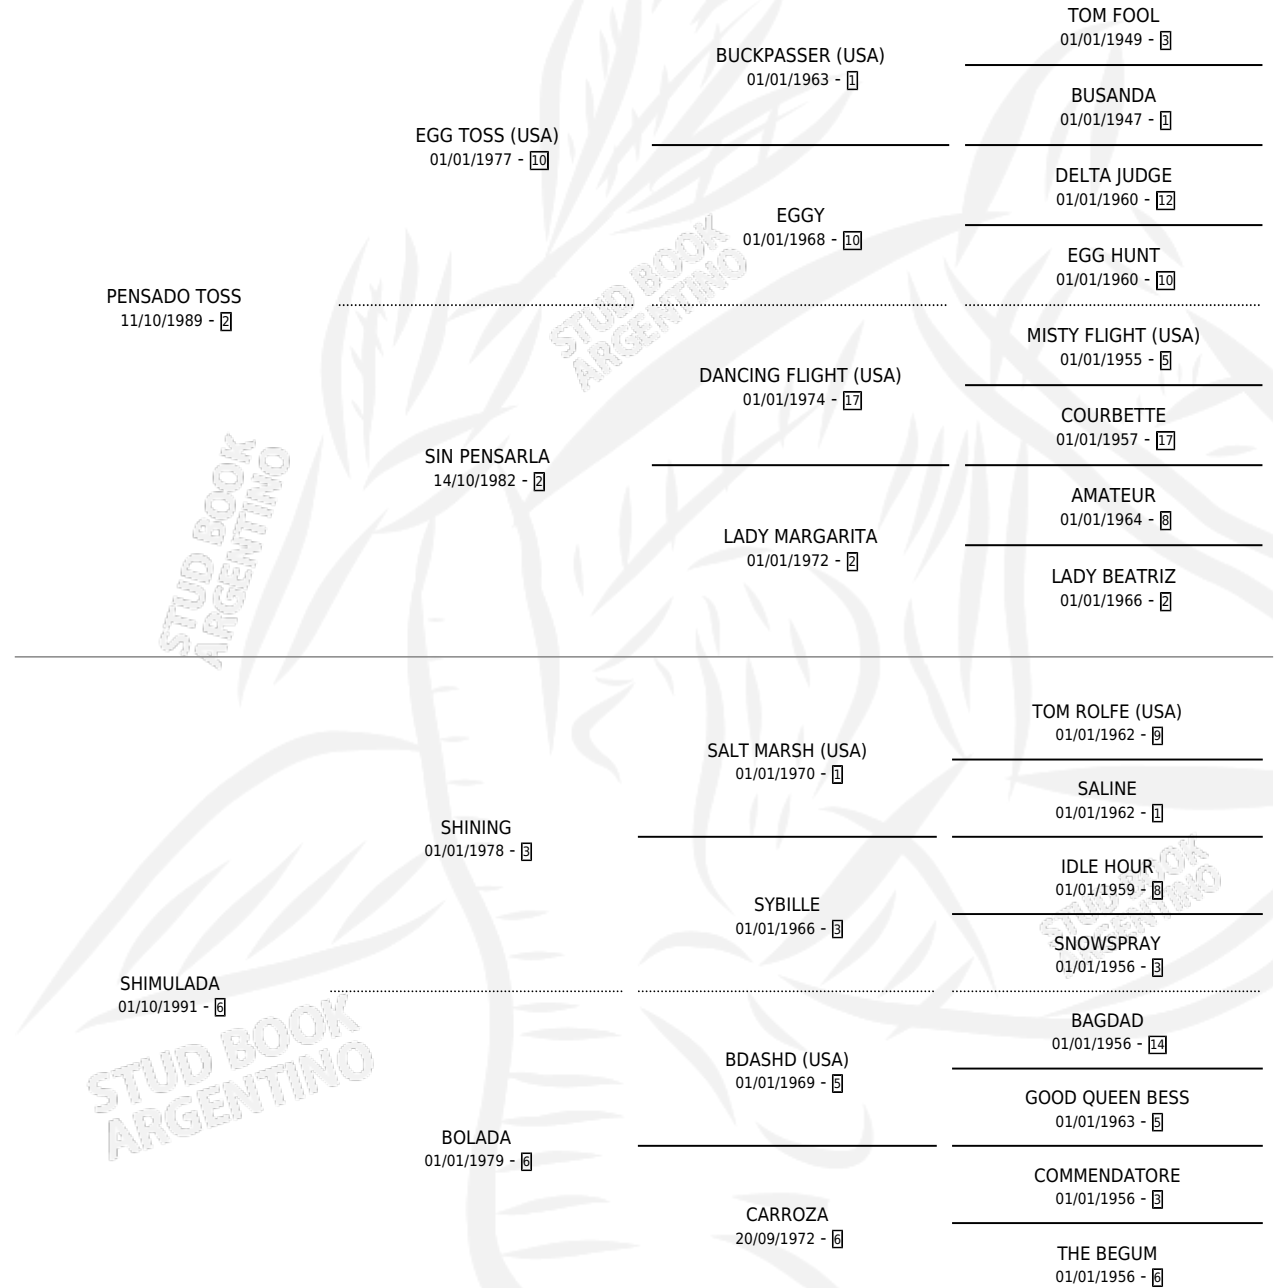 TOM FOOL
01/01/1949 - 3
BUCKPASSER (USA)
01/01/1963 - 1
BUSANDA
01/01/1947 - 1
EGG TOSS (USA)
01/01/1977 - 10
DELTA JUDGE
01/01/1960 - 12
EGGY
01/01/1968 - 10
EGG HUNT
01/01/1960 - 10
PENSADO TOSS
11/10/1989 - 2
STUD BOOK
ARGENTINO
MISTY FLIGHT (USA)
01/01/1955 - 5
DANCING FLIGHT (USA)
01/01/1974 - 17
COURBETTE
01/01/1957 - 17
SIN PENSARLA
14/10/1982 - 2
AMATEUR
01/01/1964 - 8
LADY MARGARITA
01/01/1972 - 2
LADY BEATRIZ
01/01/1966 - 2
STUD BOOK
ARGENTINO
TOM ROLFE (USA)
01/01/1962 - 9
SALT MARSH (USA)
01/01/1970 - 1
SALINE
01/01/1962 - 1
SHINING
01/01/1978 - 3
IDLE HOUR
01/01/1959 - 8
SYBILLE
01/01/1966 - 3
STUD BOOK
ARGENTINO
SNOWSPRAY
01/01/1956 - 3
SHIMULADA
01/10/1991 - 6
BAGDAD
01/01/1956 - 14
BDASHD (USA)
01/01/1969 - 5
STUD BOOK
ARGENTINO
GOOD QUEEN BESS
01/01/1963 - 5
BOLADA
01/01/1979 - 6
COMMENDATORE
01/01/1956 - 3
CARROZA
20/09/1972 - 6
THE BEGUM
01/01/1956 - 6